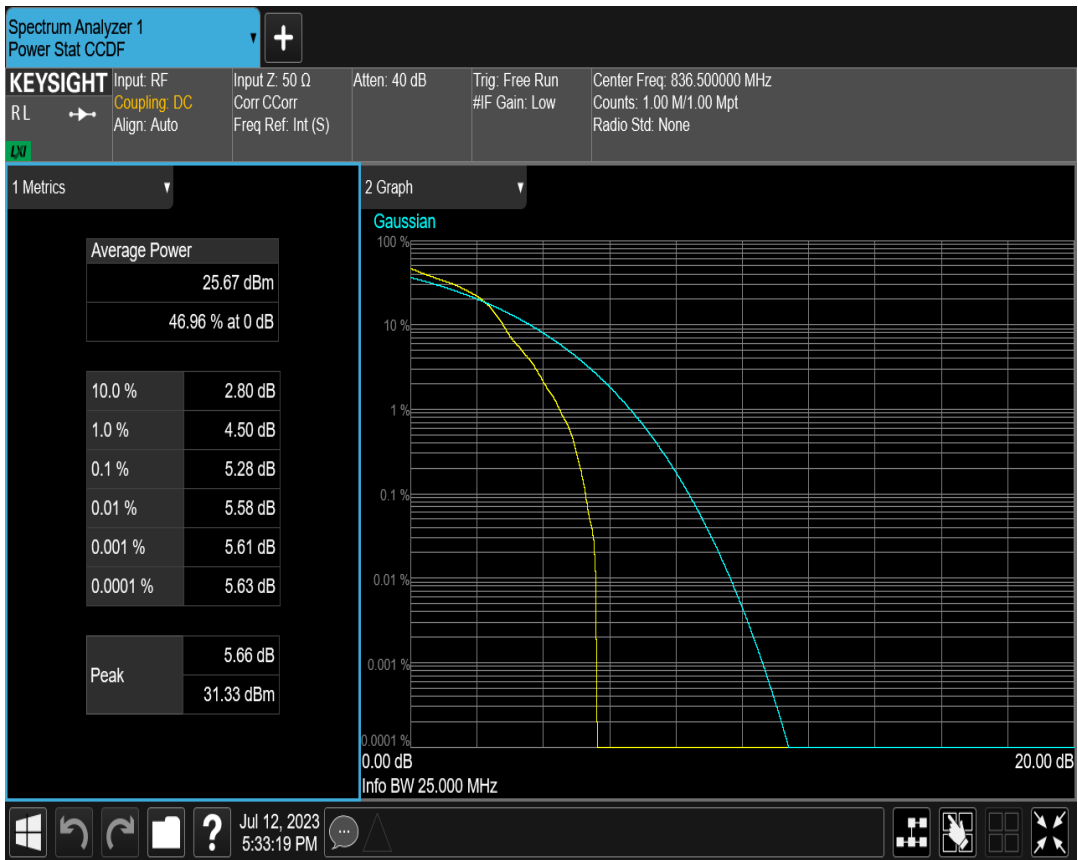 Spectrum Analyzer 1
Power Stat CCDF
+
KEYSIGHT
RL
LXI
Input: RF
Coupling: DC
Align: Auto
Input Z: 50 Ω
Corr CCorr
Freq Ref: Int (S)
Atten: 40 dB
Trig: Free Run
#IF Gain: Low
Center Freq: 836.500000 MHz
Counts: 1.00 M/1.00 Mpt
Radio Std: None
1 Metrics
Average Power
25.67 dBm
46.96 % at 0 dB
10.0 % 2.80 dB
1.0 % 4.50 dB
0.1 % 5.28 dB
0.01 % 5.58 dB
0.001 % 5.61 dB
0.0001 % 5.63 dB
Peak
5.66 dB
31.33 dBm
2 Graph
Gaussian
100 %
10 %
1 %
0.1 %
0.01 %
0.001 %
0.0001 %
0.00 dB 20.00 dB
Info BW 25.000 MHz
?
Jul 12, 2023
5:33:19 PM